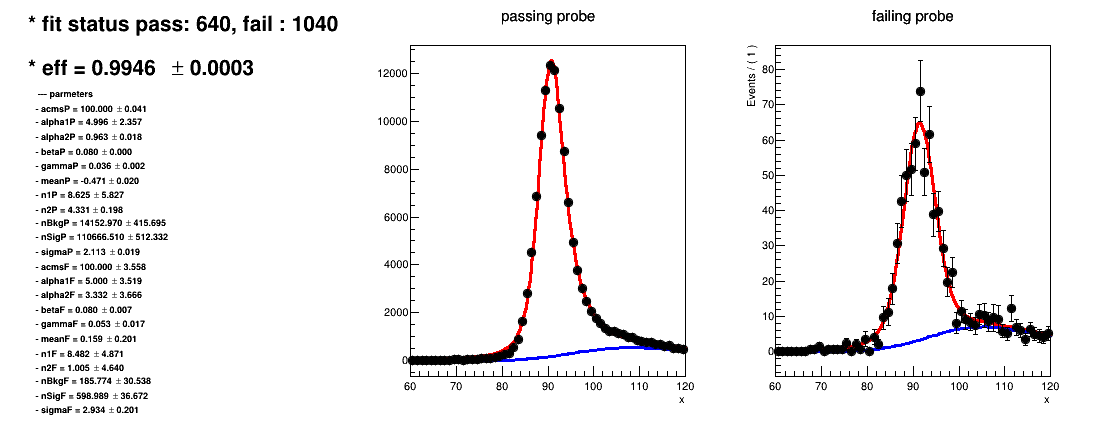 * fit status pass: 640, fail : 1040
* eff = 0.9946 ± 0.0003
--- parmeters
- acmsP = 100.000 ± 0.041
- alpha1P = 4.996 ± 2.357
- alpha2P = 0.963 ± 0.018
- betaP = 0.080 ± 0.000
- gammaP = 0.036 ± 0.002
- meanP = -0.471 ± 0.020
- n1P = 8.625 ± 5.827
- n2P = 4.331 ± 0.198
- nBkgP = 14152.970 ± 415.695
- nSigP = 110666.510 ± 512.332
- sigmaP = 2.113 ± 0.019
- acmsF = 100.000 ± 3.558
- alpha1F = 5.000 ± 3.519
- alpha2F = 3.332 ± 3.666
- betaF = 0.080 ± 0.007
- gammaF = 0.053 ± 0.017
- meanF = 0.159 ± 0.201
- n1F = 8.482 ± 4.871
- n2F = 1.005 ± 4.640
- nBkgF = 185.774 ± 30.538
- nSigF = 598.989 ± 36.672
- sigmaF = 2.934 ± 0.201
passing probe
12000
10000
8000
6000
4000
2000
0
60 70 80 90 100 110 120
x
failing probe
Events / ( 1 )
80
70
60
50
40
30
20
10
0
60 70 80 90 100 110 120
x